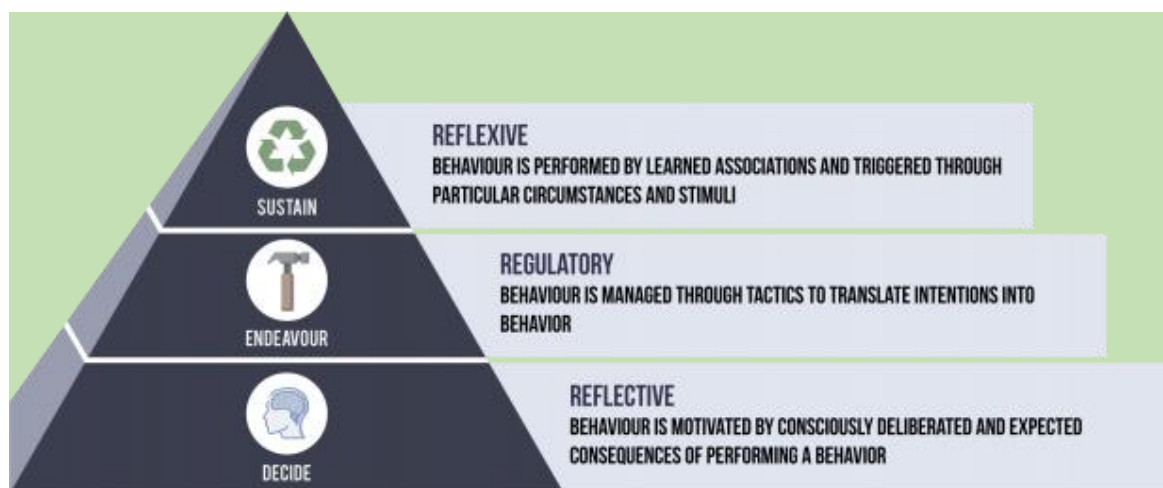 REFLEXIVE
BEHAVIOUR IS PERFORMED BY LEARNED ASSOCIATIONS AND TRIGGERED THROUGH
PARTICULAR CIRCUMSTANCES AND STIMULI
SUSTAIN
REGULATORY
BEHAVIOUR IS MANAGED THROUGH TACTICS TO TRANSLATE INTENTIONS INTO
BEHAVIOR
ENDEAVOUR
REFLECTIVE
BEHAVIOUR IS MOTIVATED BY CONSCIOUSLY DELIBERATED AND EXPECTED
CONSEQUENCES OF PERFORMING A BEHAVIOR
DECIDE